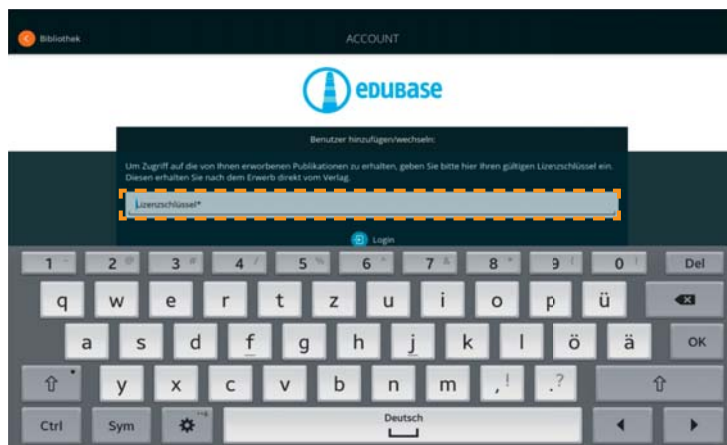 Bibliothek
ACCOUNT
eDUBase
Benutzer hinzufügen/wechseln:
Um Zugriff auf die von Ihnen erworbenen Publikationen zu erhalten, geben Sie bitte hier Ihren gültigen Lizenzschlüssel ein.
Diesen erhalten Sie nach dem Erwerb direkt vom Verlag.
Lizenzschlüssel*
Login
1 2 @ 3 # 4 / 5 % 6 ^ 7 & 8 * 9 ( 0 ) Del
q w e r t z u i o p ü
a s d f g h j k l ö ä OK
y x c v b n m , ! . ?
Ctrl Sym Deutsch